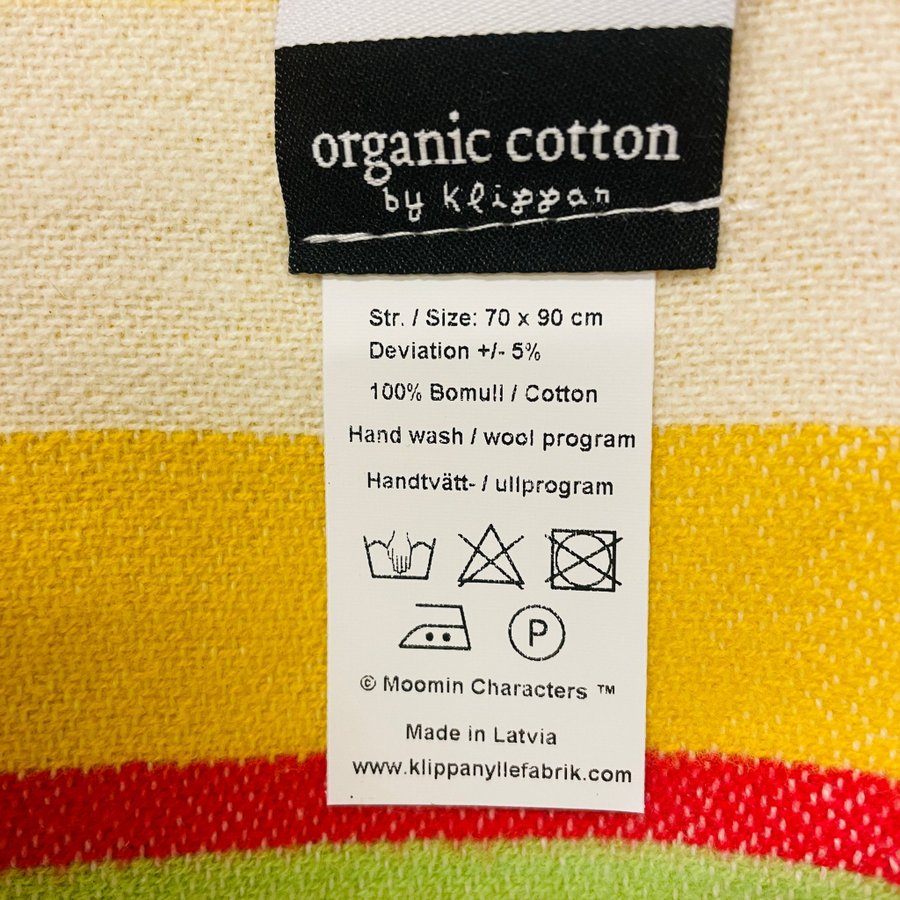 organic cotton
by klippan
Str. / Size: 70 x 90 cm
Deviation +/- 5%
100% Bomull / Cotton
Hand wash / wool program
Handtvätt- / ullprogram
P
© Moomin Characters ™
Made in Latvia
www.klippanyllefabrik.com